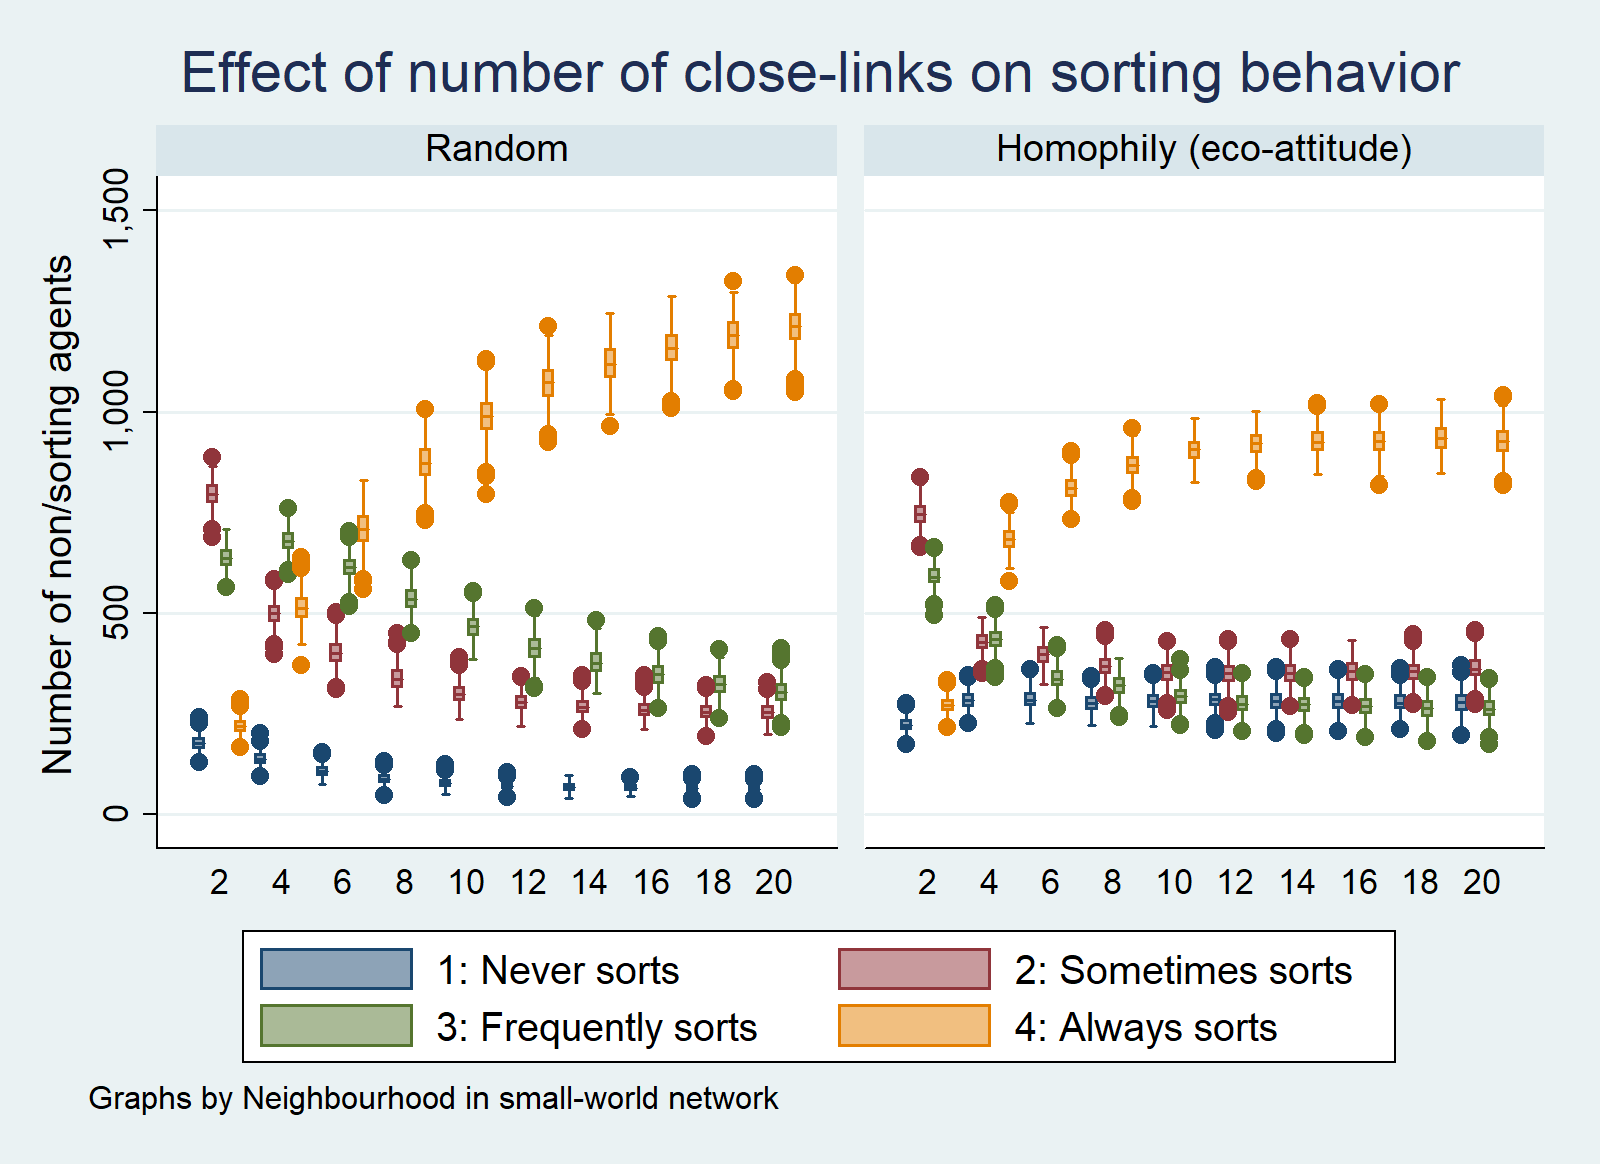 Effect of number of close-links on sorting behavior
Random
Homophily (eco-attitude)
Number of non/sorting agents
1,500
1,000
500
0
2 4 6 8 10 12 14 16 18 20
2 4 6 8 10 12 14 16 18 20
1: Never sorts
2: Sometimes sorts
3: Frequently sorts
4: Always sorts
Graphs by Neighbourhood in small-world network